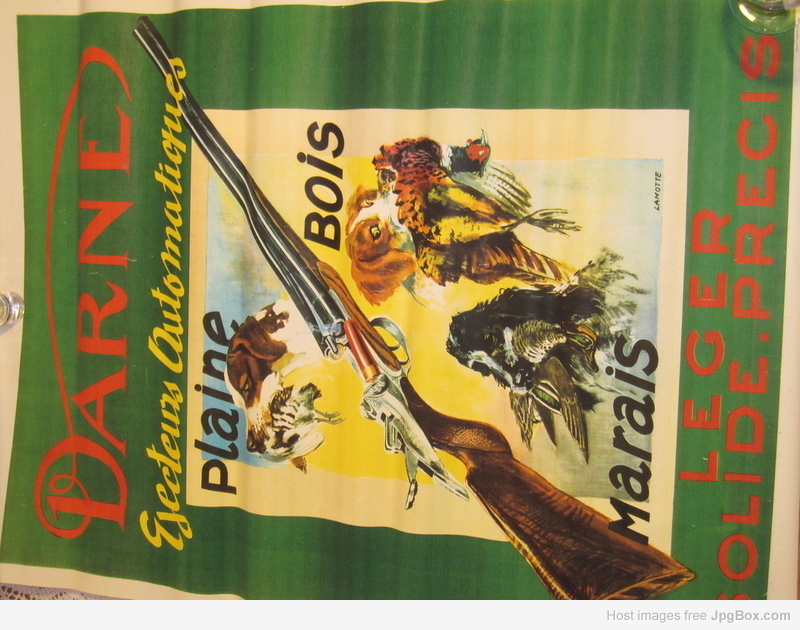 DARNE
Ejecteurs Automatiques
Plaine
Bois
Marais
LAMOTTE
LEGER
SOLIDE. PRECIS
Host images free JpgBox.com